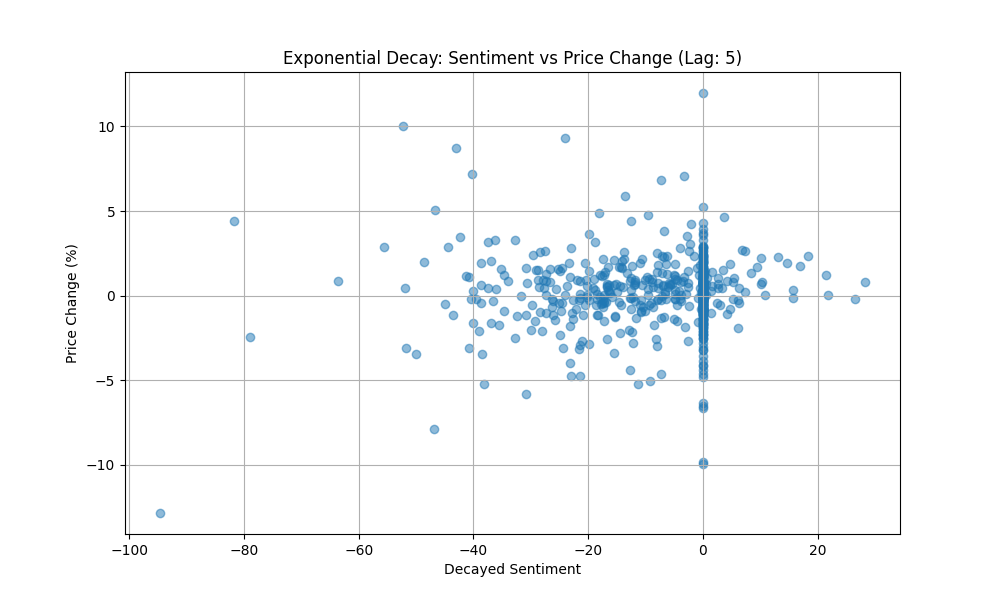 Exponential Decay: Sentiment vs Price Change (Lag: 5)
Price Change (%)
10
5
0
−5
−10
−100 −80 −60 −40 −20 0 20
Decayed Sentiment